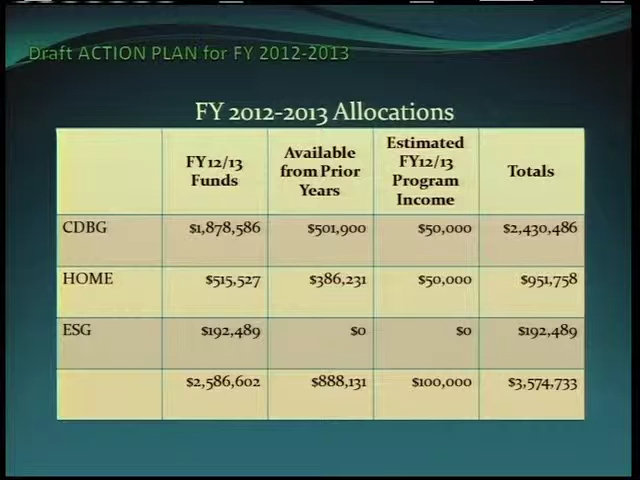 Draft ACTION PLAN for FY 2012-2013
FY 2012-2013 Allocations
FY12/13 Funds
Available from Prior Years
Estimated FY12/13 Program Income
Totals
CDBG $1,878,586 $501,900 $50,000 $2,430,486
HOME $515,527 $386,231 $50,000 $951,758
ESG $192,489 $0 $0 $192,489
$2,586,602 $888,131 $100,000 $3,574,733